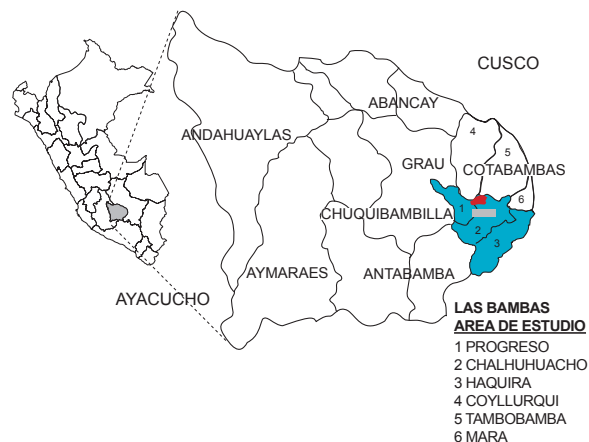 CUSCO
ABANCAY
ANDAHUAYLAS
4
5
GRAU
COTABAMBAS
6
1
CHUQUIBAMBILLA
2
3
AYMARAES
ANTABAMBA
AYACUCHO
LAS BAMBAS
AREA DE ESTUDIO
1 PROGRESO
2 CHALHUHUACHO
3 HAQUIRA
4 COYLLURQUI
5 TAMBOBAMBA
6 MARA